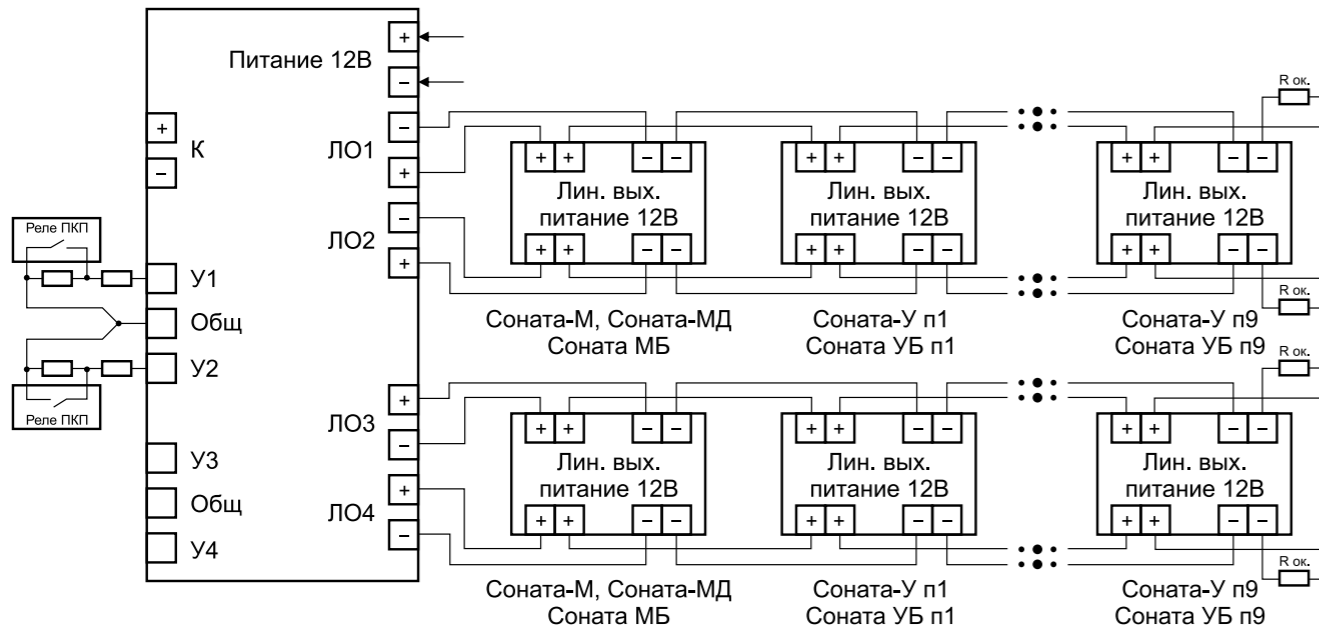 Питание 12В
+
−
+
К
−
−
ЛО1
+
−
ЛО2
+
Реле ПКП
У1
Общ
У2
Реле ПКП
+
ЛО3
−
У3
Общ
+
ЛО4
−
У4
R ок.
+ + − −
Лин. вых.
питание 12В
+ + − −
+ + − −
Лин. вых.
питание 12В
+ + − −
+ + − −
Лин. вых.
питание 12В
+ + − −
R ок.
Соната-М, Соната-МД
Соната МБ
Соната-У п1
Соната УБ п1
Соната-У п9
Соната УБ п9
R ок.
+ + − −
Лин. вых.
питание 12В
+ + − −
+ + − −
Лин. вых.
питание 12В
+ + − −
+ + − −
Лин. вых.
питание 12В
+ + − −
R ок.
Соната-М, Соната-МД
Соната МБ
Соната-У п1
Соната УБ п1
Соната-У п9
Соната УБ п9